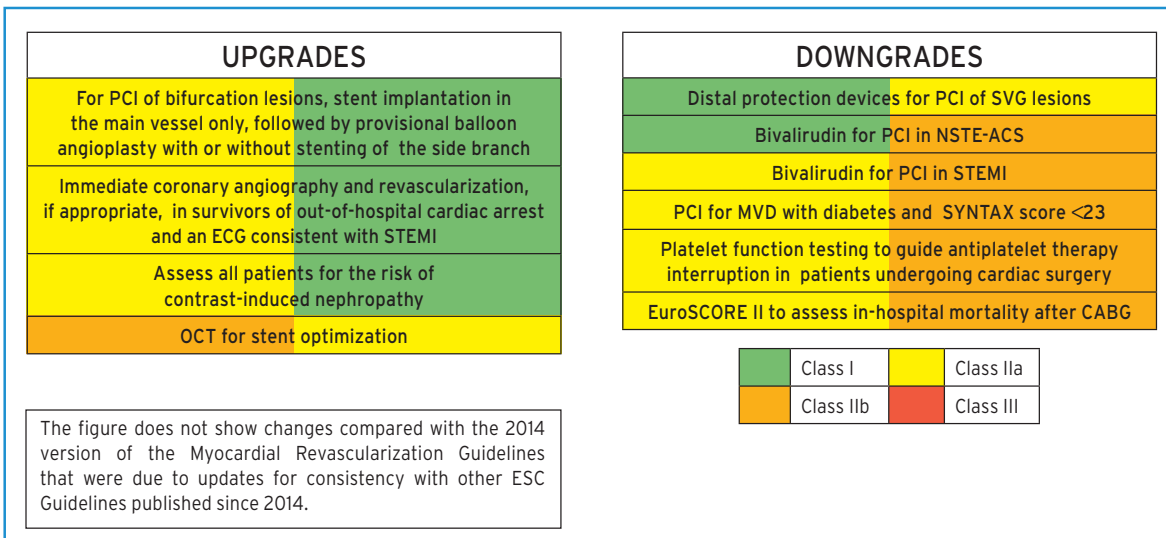 UPGRADES
For PCI of bifurcation lesions, stent implantation in
the main vessel only, followed by provisional balloon
angioplasty with or without stenting of the side branch
Immediate coronary angiography and revascularization,
if appropriate, in survivors of out-of-hospital cardiac arrest
and an ECG consistent with STEMI
Assess all patients for the risk of
contrast-induced nephropathy
OCT for stent optimization
The figure does not show changes compared with the 2014
version of the Myocardial Revascularization Guidelines
that were due to updates for consistency with other ESC
Guidelines published since 2014.
DOWNGRADES
Distal protection devices for PCI of SVG lesions
Bivalirudin for PCI in NSTE-ACS
Bivalirudin for PCI in STEMI
PCI for MVD with diabetes and SYNTAX score <23
Platelet function testing to guide antiplatelet therapy
interruption in patients undergoing cardiac surgery
EuroSCORE II to assess in-hospital mortality after CABG
Class I
Class IIa
Class IIb
Class III